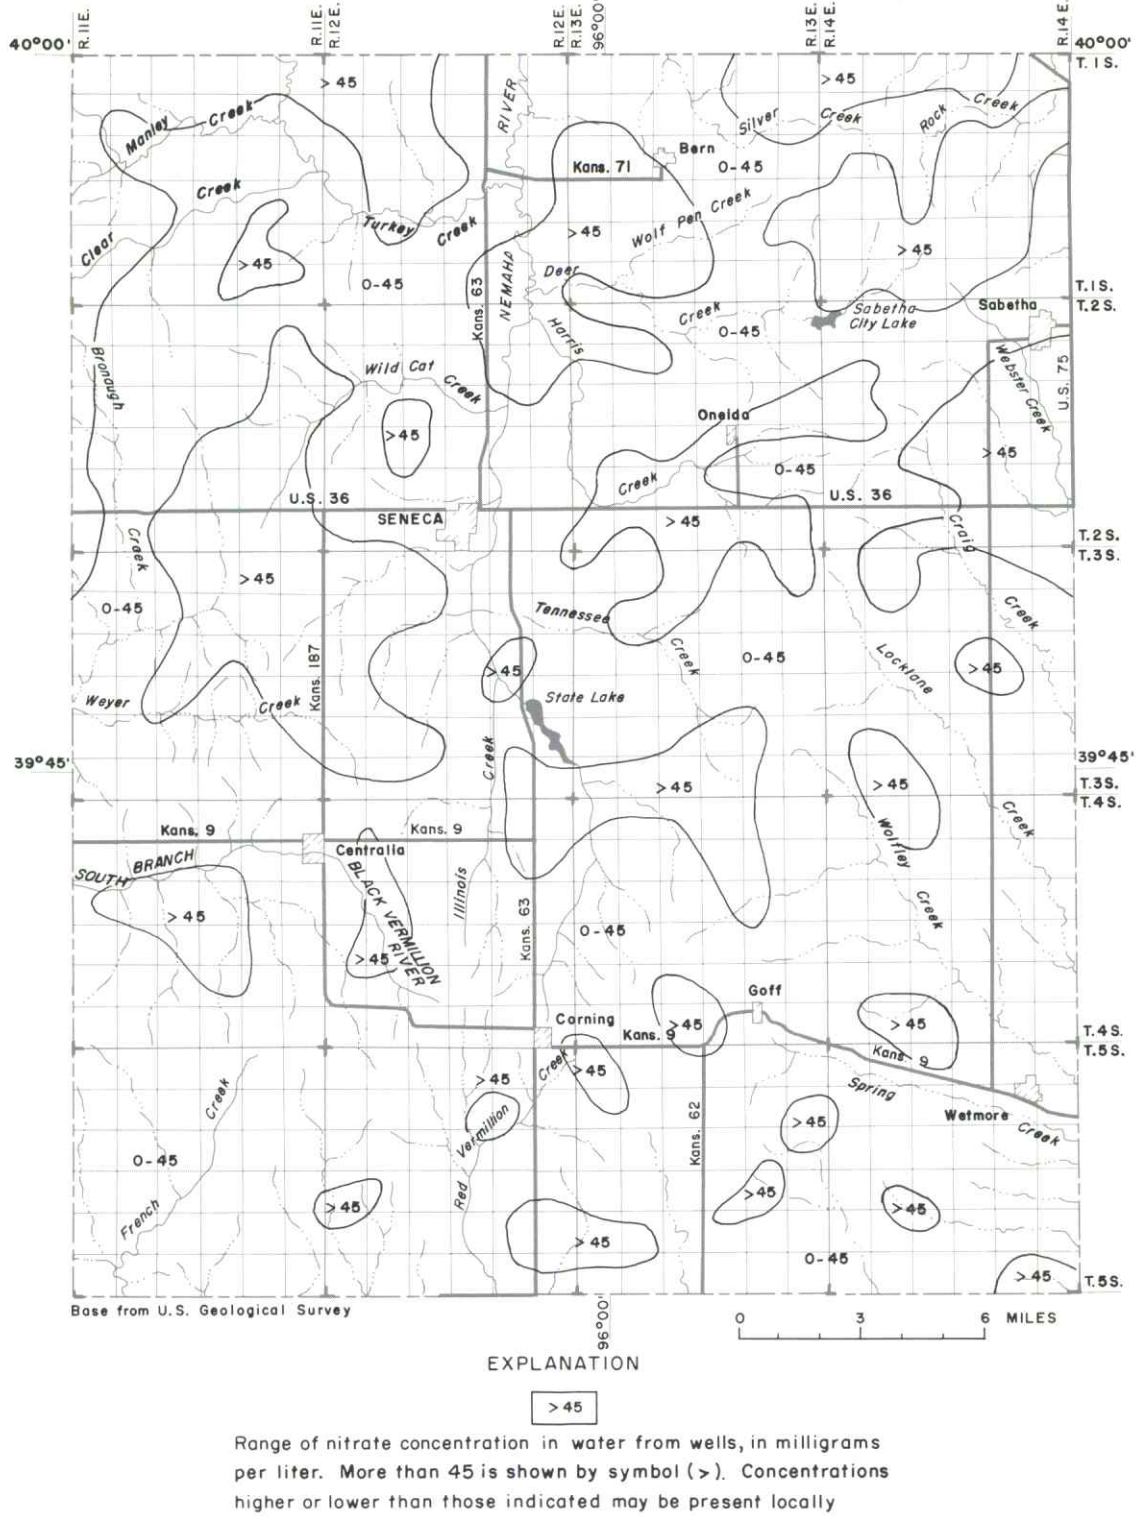 R.11E. R.11E. R.12E. R.12E. R.13E. 96°00' R.13E. R.14E. R.14E.
40°00' 40°00'
T.1S.
>45 >45
RIVER
Manley Creek
Silver Creek Rock Creek
Bern
Kans. 71
0-45
Creek
Clear
Turkey Creek
>45
Wolf Pen Creek
>45
>45
NEMAHA
Deer
0-45
Kans. 63
T.1S.
T.2S.
Creek
Sabetha
Sabetha
City Lake
0-45
Harris
Bronaugh
Wild Cat Creek
Webster Creek
U.S. 75
Oneida
>45
>45
0-45
Creek
U.S. 36 U.S. 36
SENECA
>45
Craig
T.2S.
T.3S.
Creek
>45
0-45
Tennessee
Creek
Creek
0-45
Locklane
>45
>45
Kans. 187
State Lake
Weyer Creek
39°45' 39°45'
Creek
>45
>45
T.3S.
T.4S.
Kans. 9 Kans. 9
Creek
Wolfley
Centralia
SOUTH BRANCH
BLACK VERMILLION
RIVER
Illinois
Kans. 63
Creek
>45
0-45
>45
Goff
Corning
Kans. 9
>45
>45
T.4S.
T.5S.
Kans. 9
Creek
>45
>45
Spring
Creek
Creek
Wetmore
Vermillion
Kans. 62
>45
0-45
>45
>45
>45
French
Red
>45
0-45
>45
T.5S.
Base from U.S. Geological Survey
96°00'
0 3 6 MILES
EXPLANATION
>45
Range of nitrate concentration in water from wells, in milligrams
per liter. More than 45 is shown by symbol (>). Concentrations
higher or lower than those indicated may be present locally